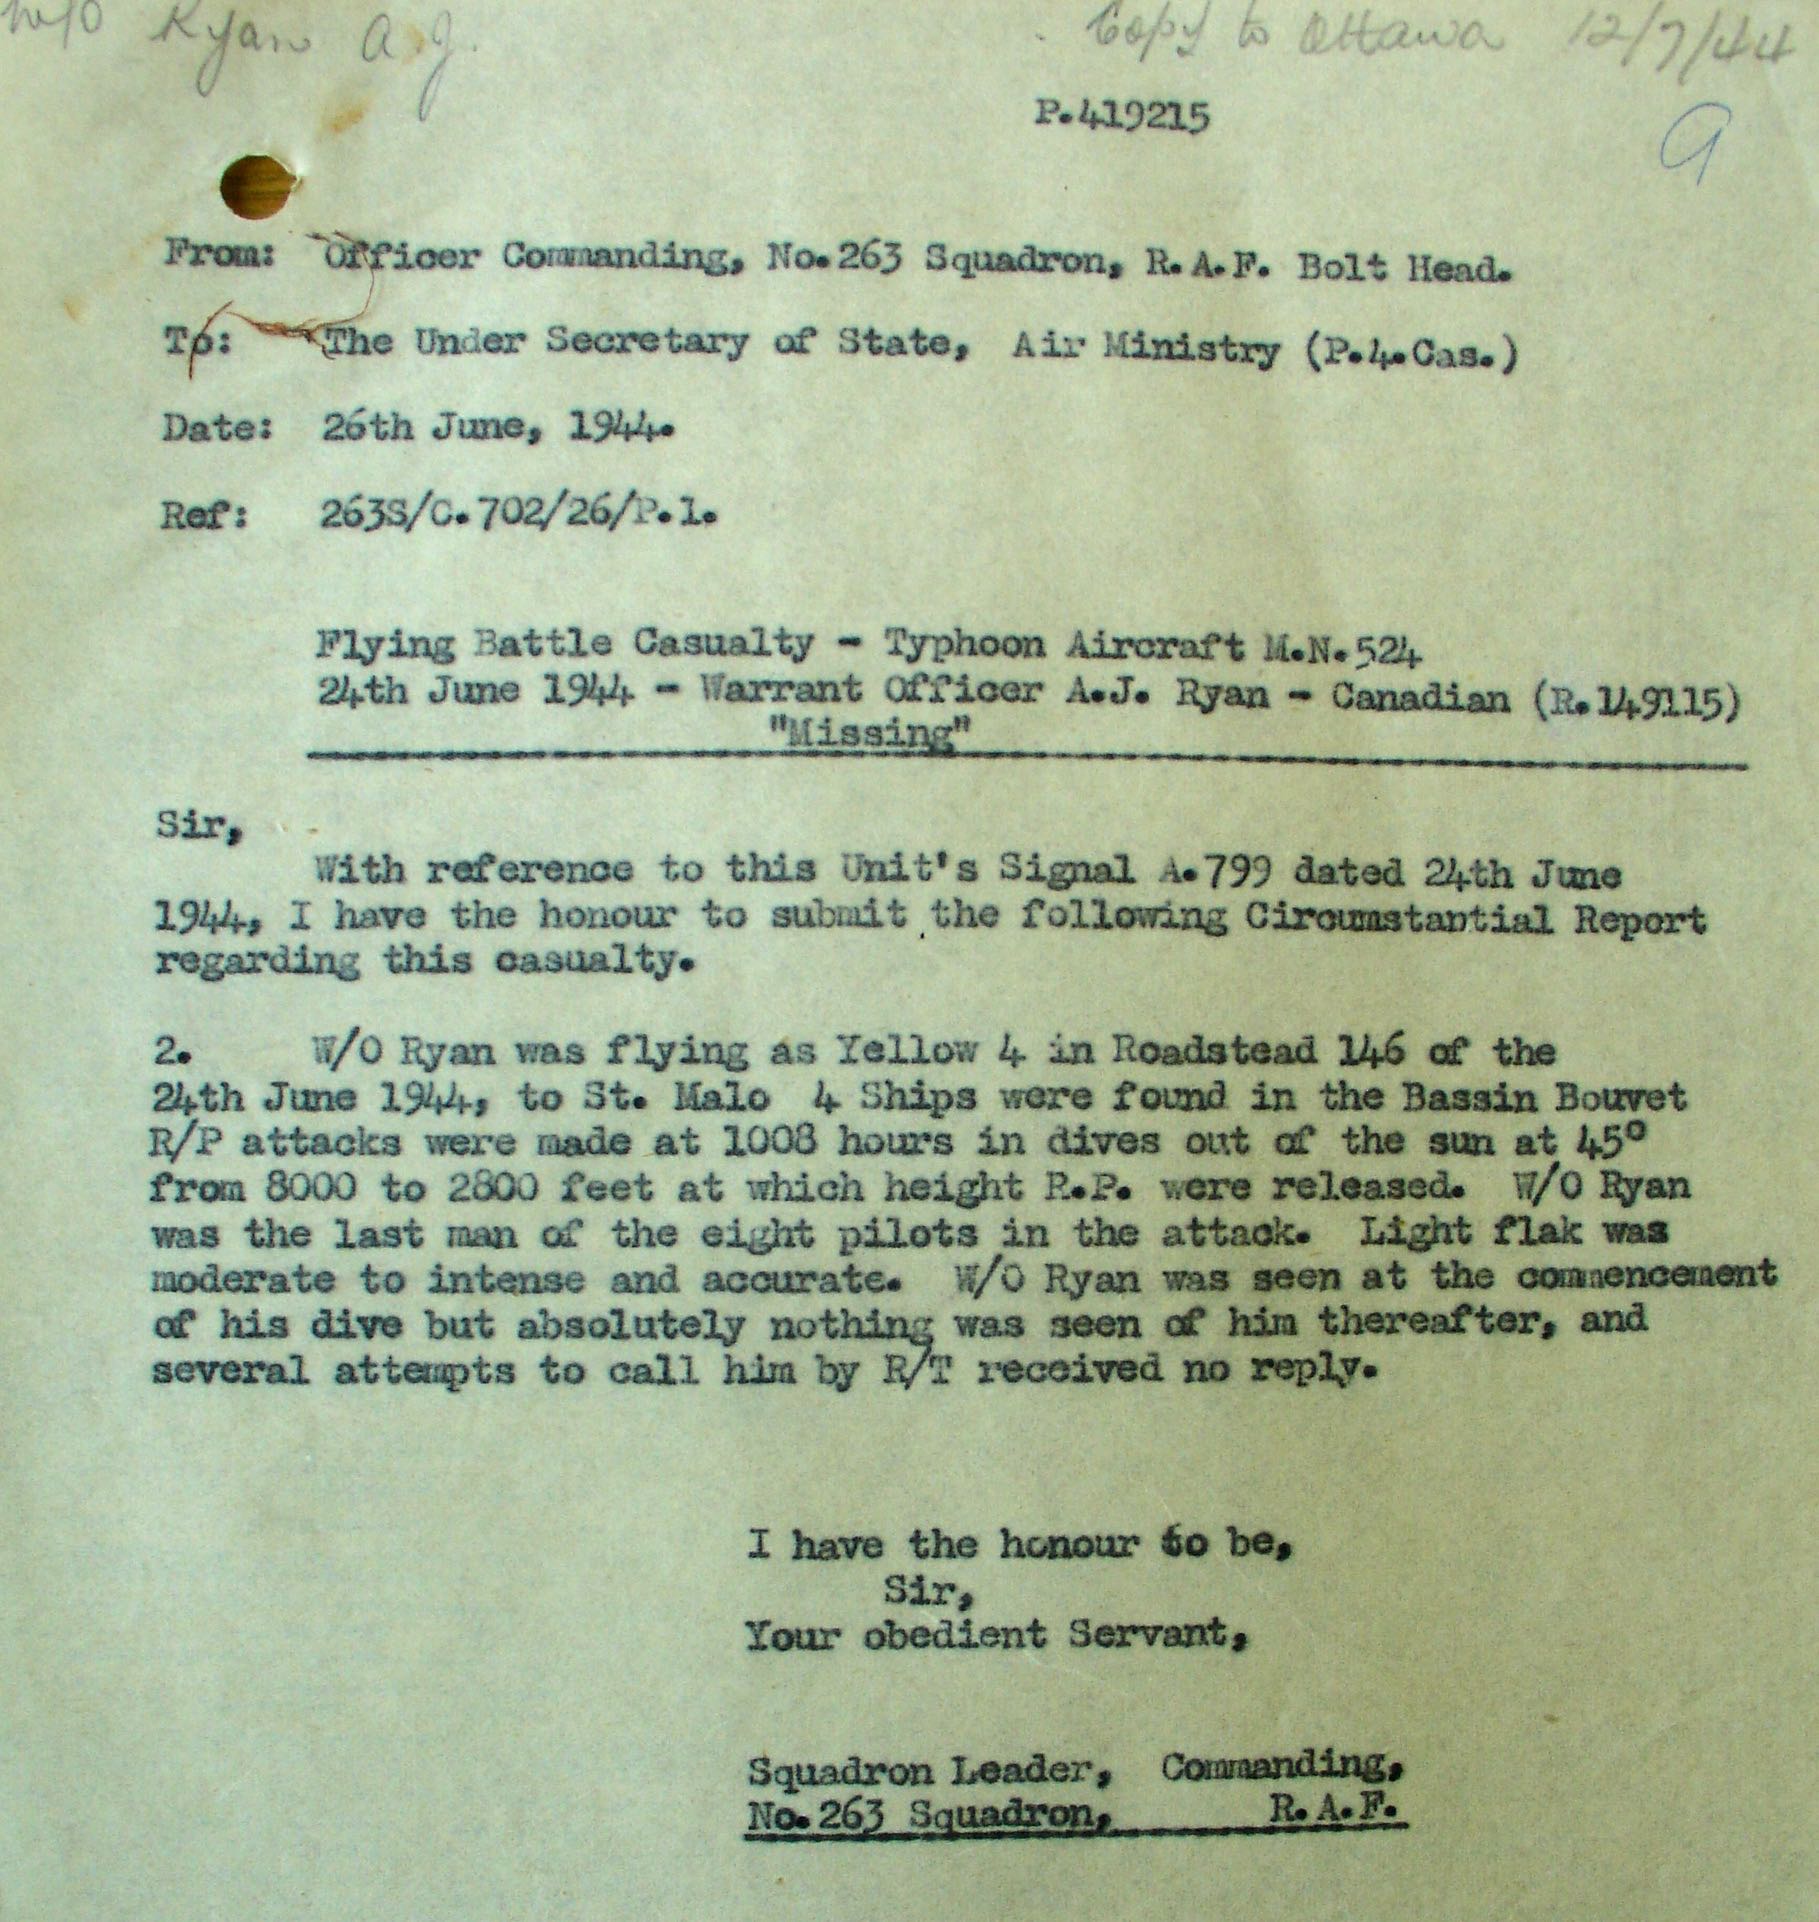 W/O Ryan A.J.
Copy to Ottawa 12/7/44
P.419215
9
From: Officer Commanding, No.263 Squadron, R.A.F. Bolt Head.
To: The Under Secretary of State, Air Ministry (P.4.Cas.)
Date: 26th June, 1944.
Ref: 263S/C.702/26/P.1.
Flying Battle Casualty - Typhoon Aircraft M.N.524
24th June 1944 - Warrant Officer A.J. Ryan - Canadian (R.149115)
"Missing"
Sir,
With reference to this Unit's Signal A.799 dated 24th June
1944, I have the honour to submit the following Circumstantial Report
regarding this casualty.
2. W/O Ryan was flying as Yellow 4 in Roadstead 146 of the
24th June 1944, to St. Malo 4 Ships were found in the Bassin Bouvet
R/P attacks were made at 1008 hours in dives out of the sun at 45°
from 8000 to 2800 feet at which height R.P. were released. W/O Ryan
was the last man of the eight pilots in the attack. Light flak was
moderate to intense and accurate. W/O Ryan was seen at the commencement
of his dive but absolutely nothing was seen of him thereafter, and
several attempts to call him by R/T received no reply.
I have the honour to be,
Sir,
Your obedient Servant,
Squadron Leader, Commanding,
No.263 Squadron, R.A.F.